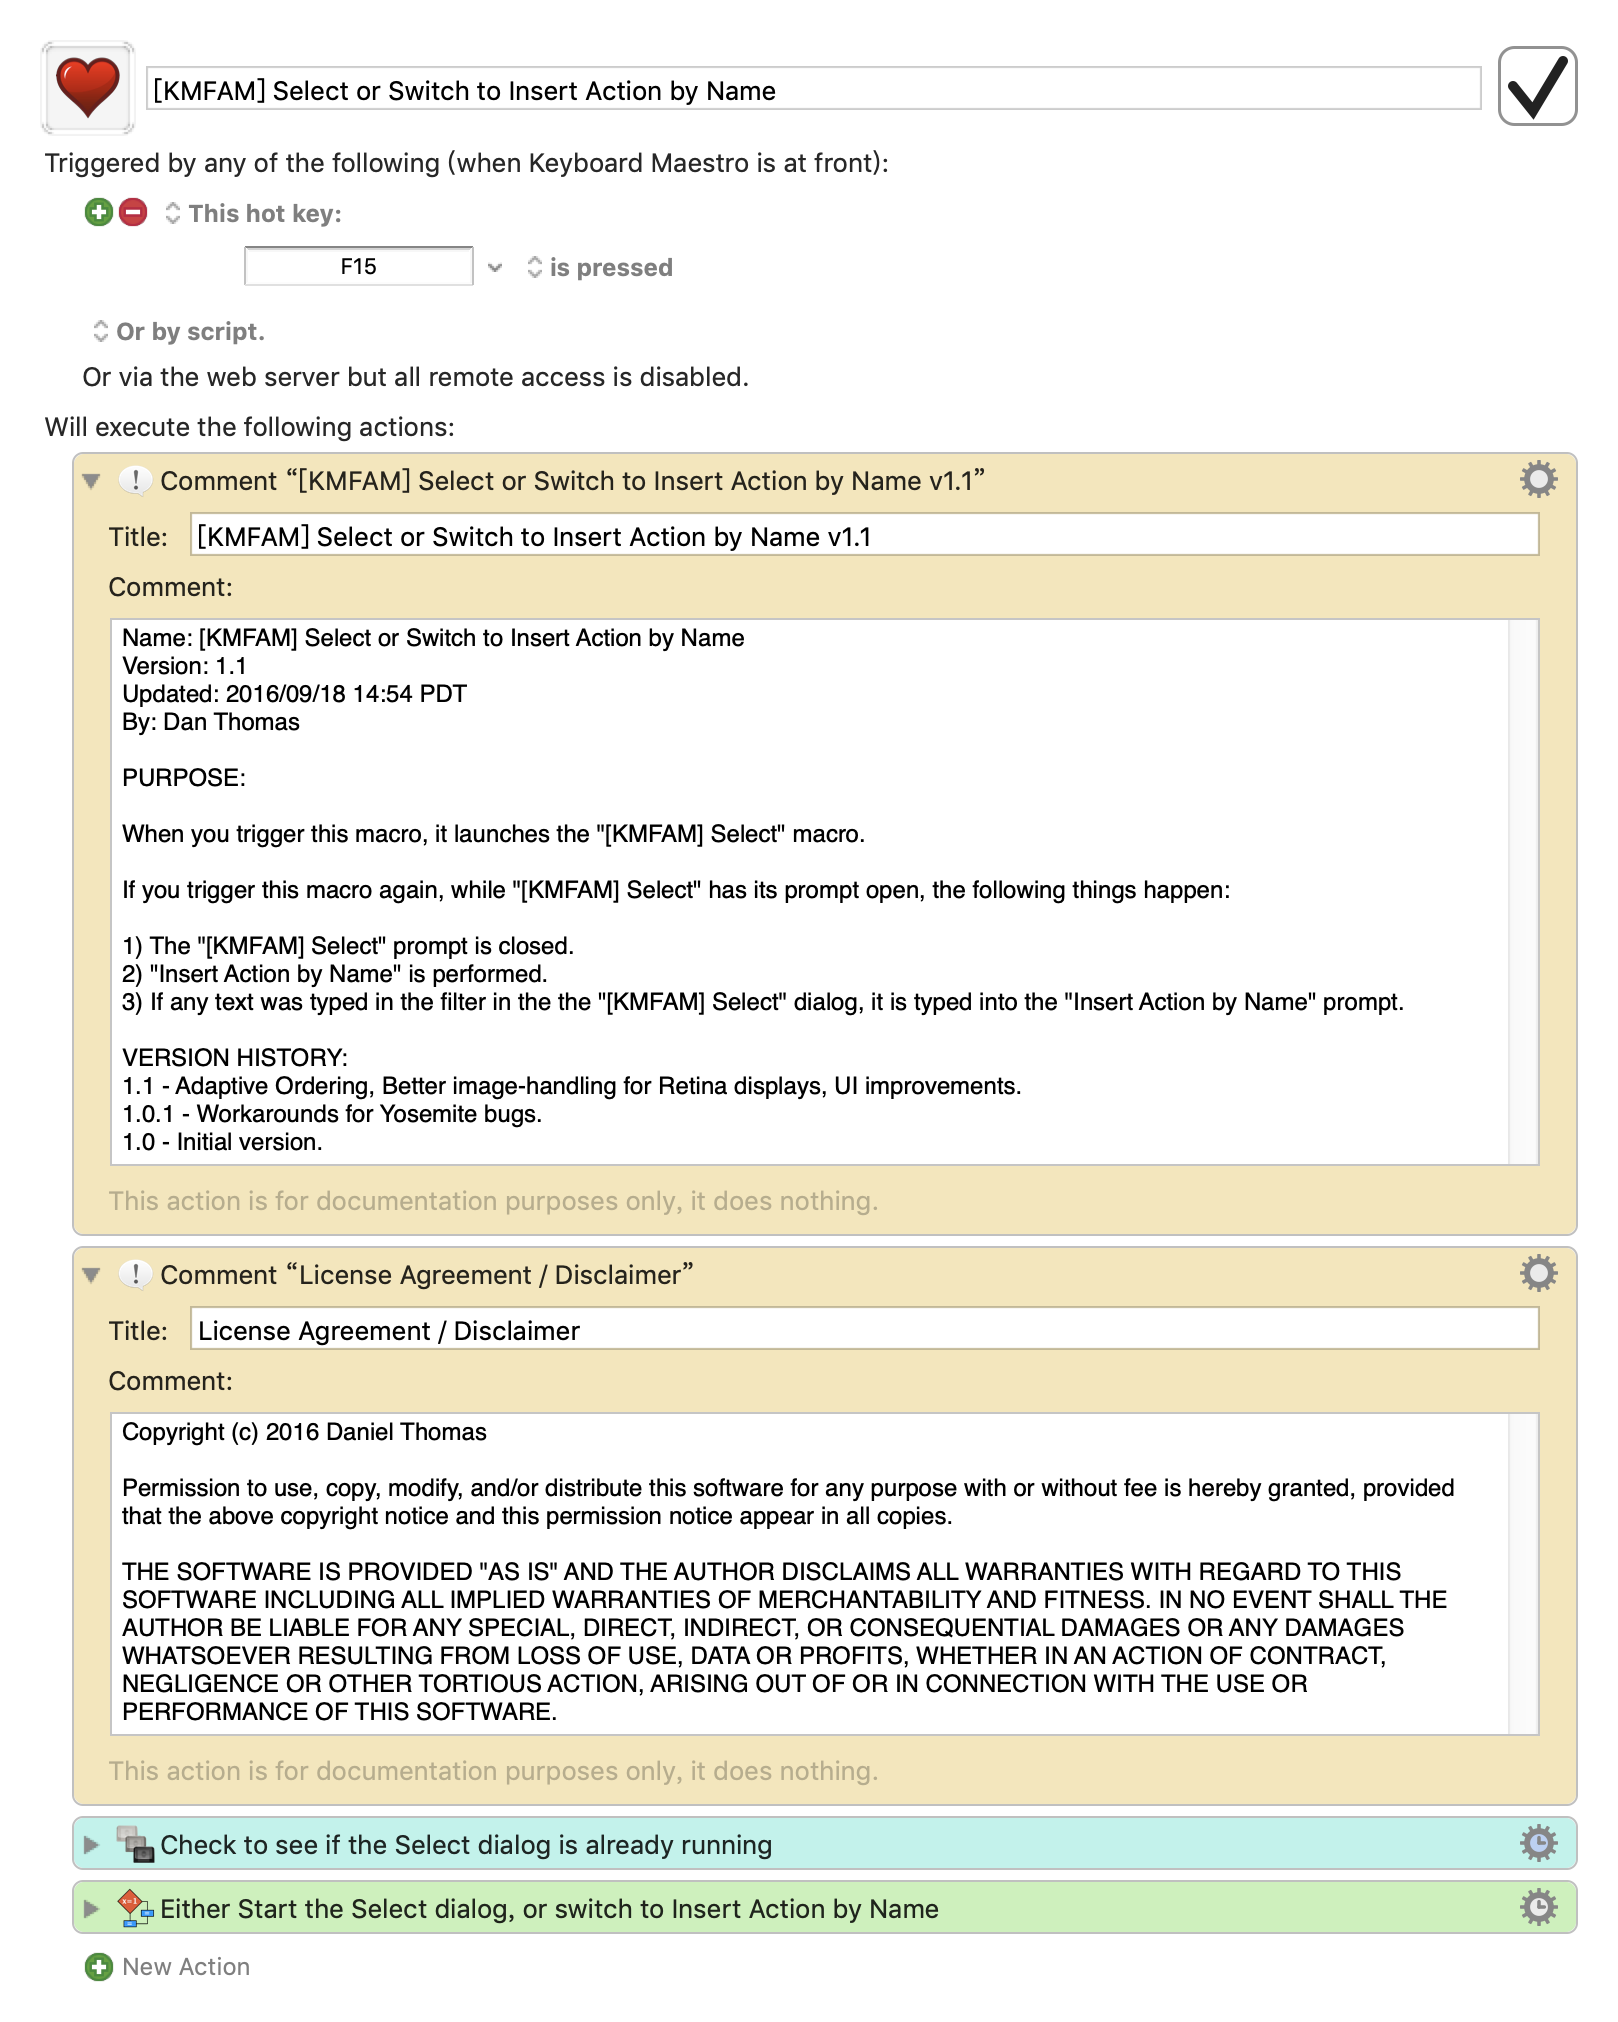 [KMFAM] Select or Switch to Insert Action by Name
Triggered by any of the following (when Keyboard Maestro is at front):
This hot key:
F15
is pressed
Or by script.
Or via the web server but all remote access is disabled.
Will execute the following actions:
Comment “[KMFAM] Select or Switch to Insert Action by Name v1.1”
Title: [KMFAM] Select or Switch to Insert Action by Name v1.1
Comment:
Name: [KMFAM] Select or Switch to Insert Action by Name
Version: 1.1
Updated: 2016/09/18 14:54 PDT
By: Dan Thomas
PURPOSE:
When you trigger this macro, it launches the "[KMFAM] Select" macro.
If you trigger this macro again, while "[KMFAM] Select" has its prompt open, the following things happen:
1) The "[KMFAM] Select" prompt is closed.
2) "Insert Action by Name" is performed.
3) If any text was typed in the filter in the the "[KMFAM] Select" dialog, it is typed into the "Insert Action by Name" prompt.
VERSION HISTORY:
1.1 - Adaptive Ordering, Better image-handling for Retina displays, UI improvements.
1.0.1 - Workarounds for Yosemite bugs.
1.0 - Initial version.
This action is for documentation purposes only, it does nothing.
Comment “License Agreement / Disclaimer”
Title: License Agreement / Disclaimer
Comment:
Copyright (c) 2016 Daniel Thomas
Permission to use, copy, modify, and/or distribute this software for any purpose with or without fee is hereby granted, provided
that the above copyright notice and this permission notice appear in all copies.
THE SOFTWARE IS PROVIDED "AS IS" AND THE AUTHOR DISCLAIMS ALL WARRANTIES WITH REGARD TO THIS
SOFTWARE INCLUDING ALL IMPLIED WARRANTIES OF MERCHANTABILITY AND FITNESS. IN NO EVENT SHALL THE
AUTHOR BE LIABLE FOR ANY SPECIAL, DIRECT, INDIRECT, OR CONSEQUENTIAL DAMAGES OR ANY DAMAGES
WHATSOEVER RESULTING FROM LOSS OF USE, DATA OR PROFITS, WHETHER IN AN ACTION OF CONTRACT,
NEGLIGENCE OR OTHER TORTIOUS ACTION, ARISING OUT OF OR IN CONNECTION WITH THE USE OR
PERFORMANCE OF THIS SOFTWARE.
This action is for documentation purposes only, it does nothing.
Check to see if the Select dialog is already running
Either Start the Select dialog, or switch to Insert Action by Name
New Action